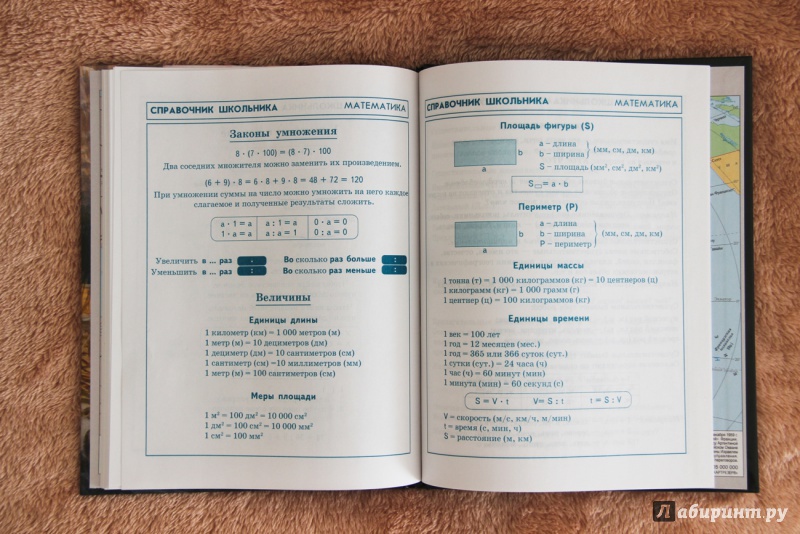 СПРАВОЧНИК ШКОЛЬНИКА МАТЕМАТИКА
Законы умножения
8 · (7 · 100) = (8 · 7) · 100
Два соседних множителя можно заменить их произведением.
(6 + 9) · 8 = 6 · 8 + 9 · 8 = 48 + 72 = 120
При умножении суммы на число можно умножить на него каждое
слагаемое и полученные результаты сложить.
a · 1 = a a : 1 = a 0 · a = 0
1 · a = a a : a = 1 0 : a = 0
Увеличить в ... раз · Во сколько раз больше :
Уменьшить в ... раз : Во сколько раз меньше :
Величины
Единицы длины
1 километр (км) = 1 000 метров (м)
1 метр (м) = 10 дециметров (дм)
1 дециметр (дм) = 10 сантиметров (см)
1 сантиметр (см) =10 миллиметров (мм)
1 метр (м) = 100 сантиметров (см)
Меры площади
1 м² = 100 дм² = 10 000 см²
1 дм² = 100 см² = 10 000 мм²
1 см² = 100 мм²
СПРАВОЧНИК ШКОЛЬНИКА МАТЕМАТИКА
Площадь фигуры (S)
a – длина
b b – ширина (мм, см, дм, км)
a S – площадь (мм², см², дм², км²)
S▭ = a · b
Периметр (P)
a – длина
b b – ширина (мм, см, дм, км)
a P – периметр
Единицы массы
1 тонна (т) = 1 000 килограммов (кг) = 10 центнеров (ц)
1 килограмм (кг) = 1 000 грамм (г)
1 центнер (ц) = 100 килограммов (кг)
Единицы времени
1 век = 100 лет
1 год = 12 месяцев (мес.)
1 год = 365 или 366 суток (сут.)
1 сутки (сут.) = 24 часа (ч)
1 час (ч) = 60 минут (мин)
1 минута (мин) = 60 секунд (с)
S = V · t V= S : t t = S : V
V = скорость (м/с, км/ч, м/мин)
t = время (с, мин, ч)
S = расстояние (м, км)
Лабиринт.ру